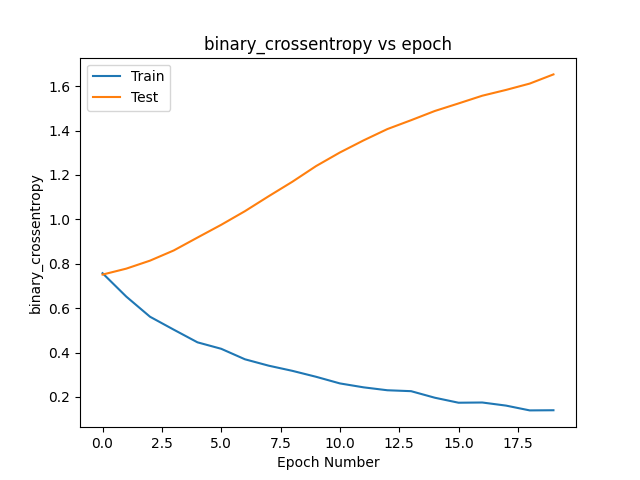 binary_crossentropy vs epoch
Train
Test
binary_crossentropy
1.6
1.4
1.2
1.0
0.8
0.6
0.4
0.2
0.0 2.5 5.0 7.5 10.0 12.5 15.0 17.5
Epoch Number